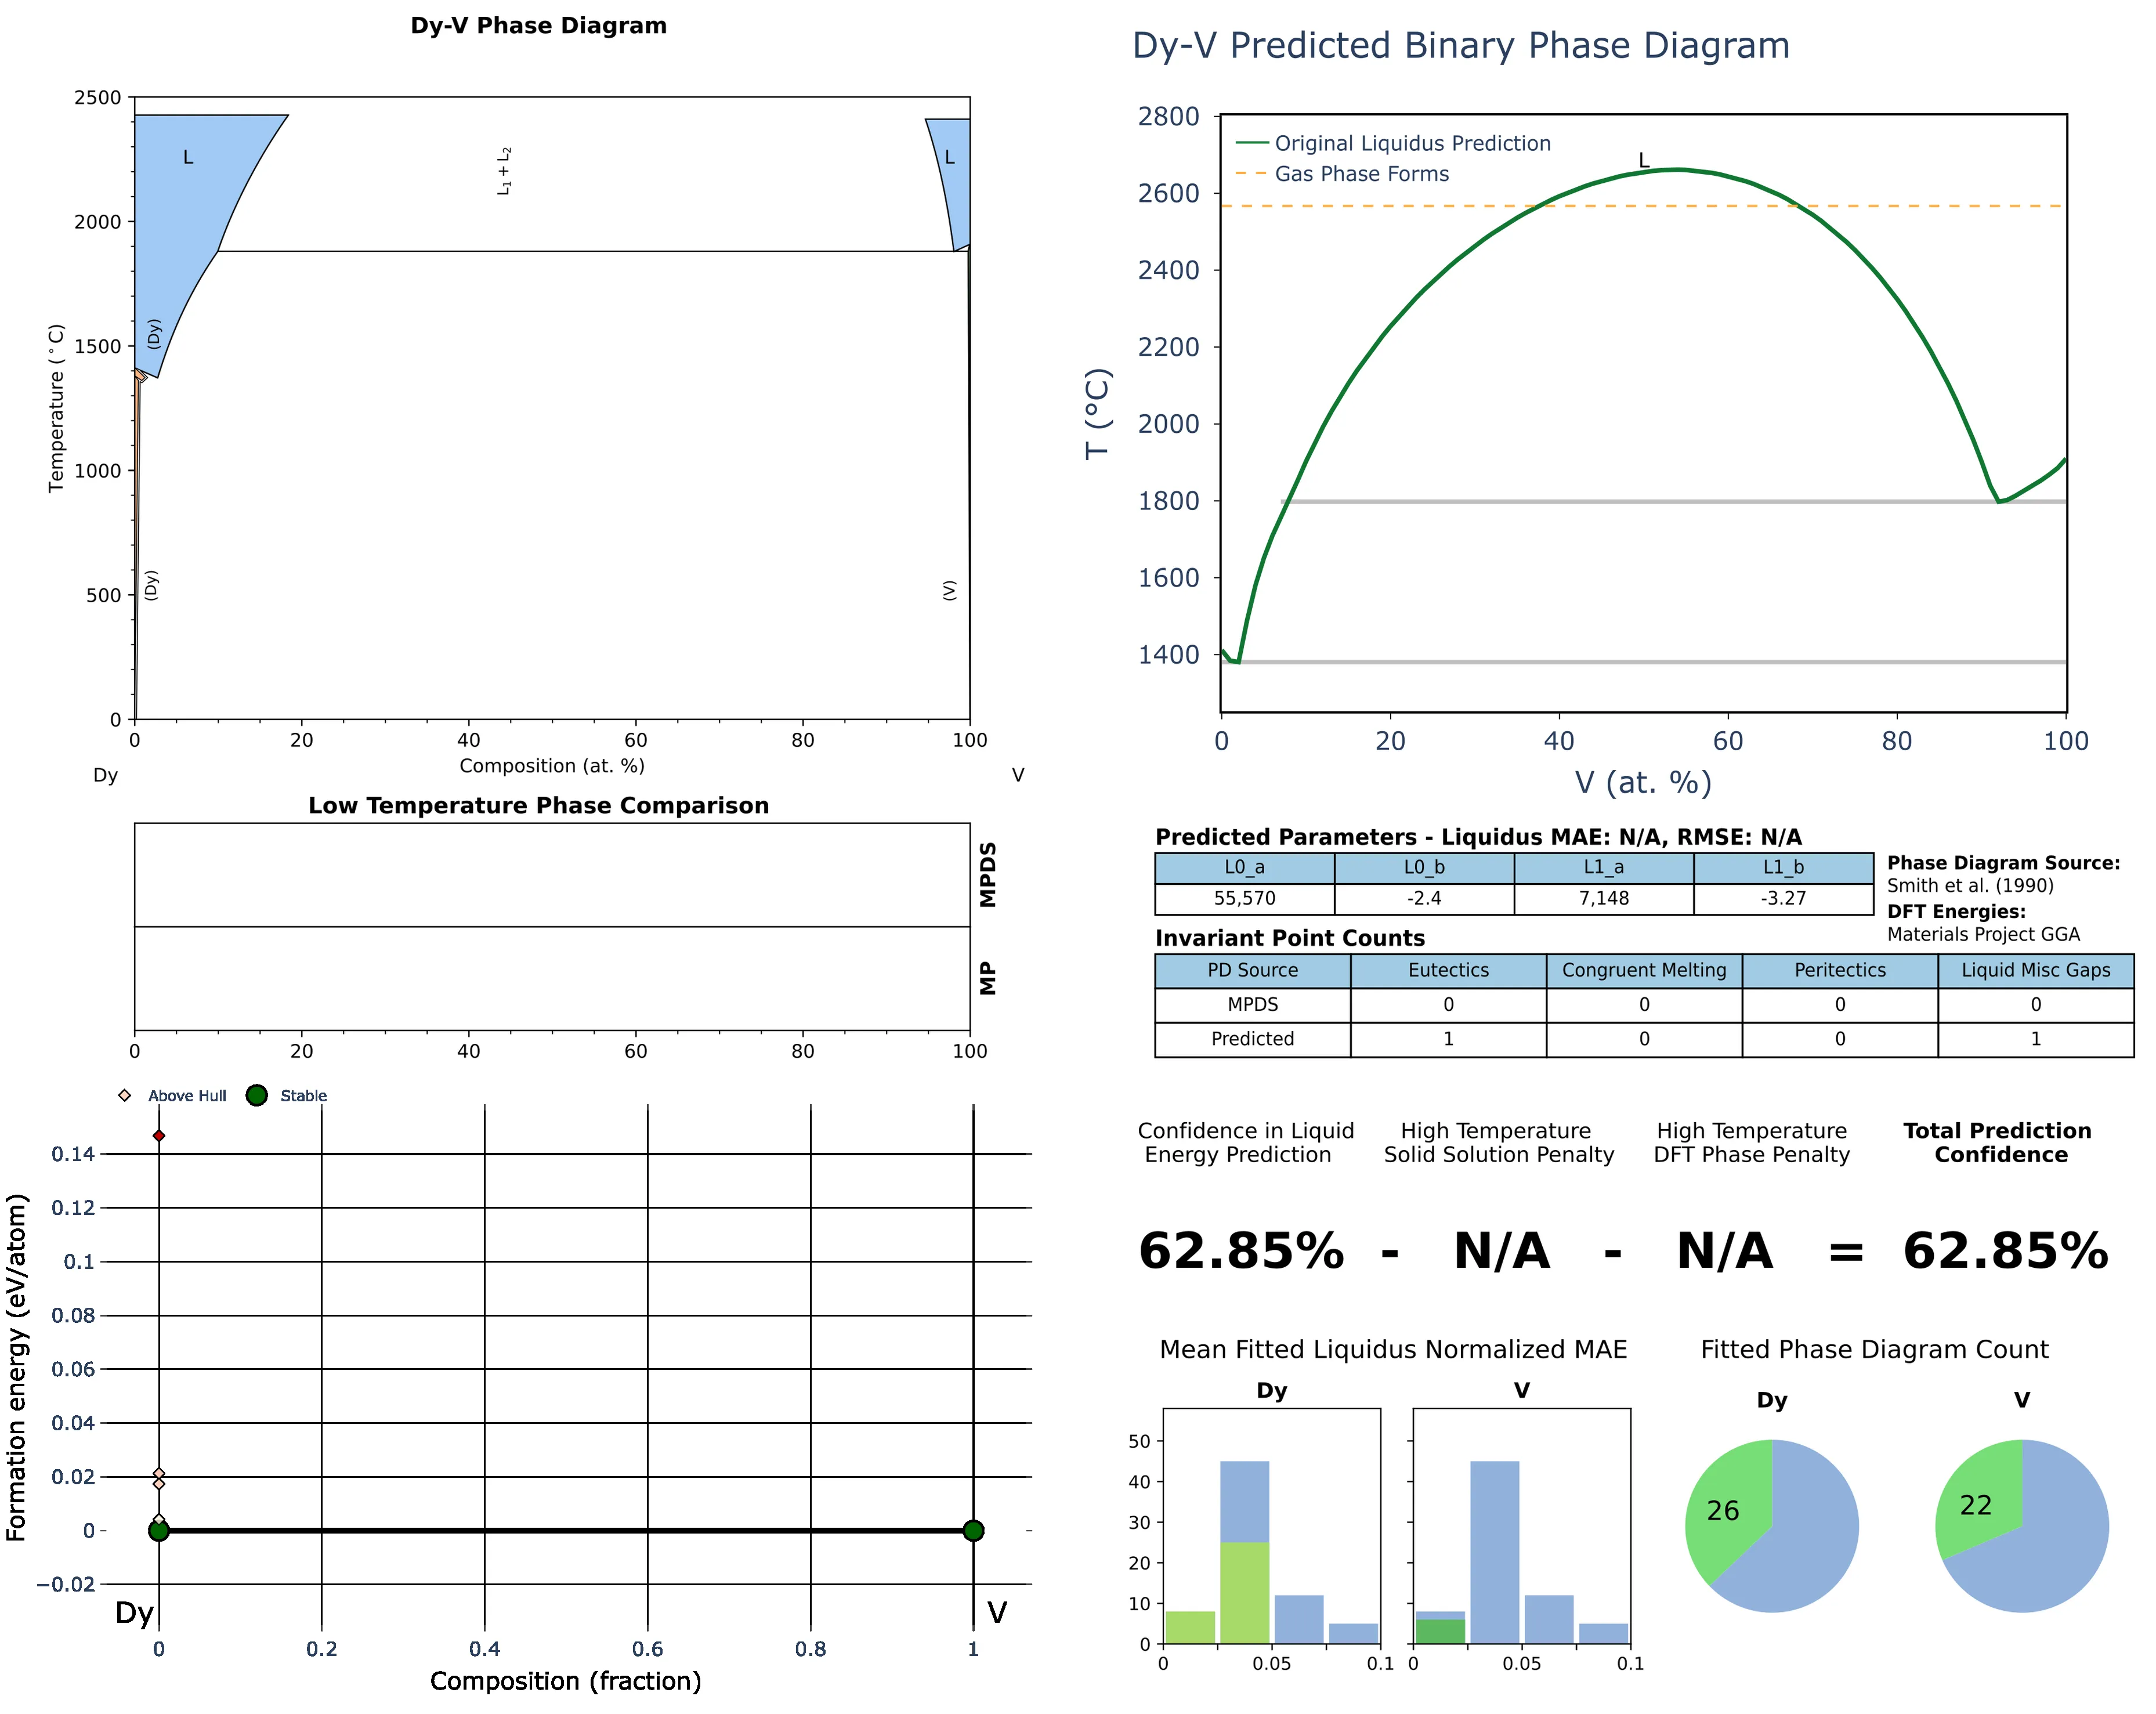 Dy-V Phase Diagram
2500
2000
1500
1000
500
0
Temperature (°C)
L
L₁ + L₂
L
(Dy)
(Dy)
(V)
0 20 40 60 80 100
Composition (at. %)
Dy V
Low Temperature Phase Comparison
MPDS
MP
0 20 40 60 80 100
Above Hull Stable
0.14
0.12
0.1
0.08
0.06
0.04
0.02
0
−0.02
Formation energy (eV/atom)
Dy V
0 0.2 0.4 0.6 0.8 1
Composition (fraction)
Dy-V Predicted Binary Phase Diagram
2800
2600
2400
2200
2000
1800
1600
1400
T (°C)
Original Liquidus Prediction
Gas Phase Forms
L
0 20 40 60 80 100
V (at. %)
Predicted Parameters - Liquidus MAE: N/A, RMSE: N/A
L0_a L0_b L1_a L1_b
55,570 -2.4 7,148 -3.27
Phase Diagram Source:
Smith et al. (1990)
DFT Energies:
Materials Project GGA
Invariant Point Counts
PD Source Eutectics Congruent Melting Peritectics Liquid Misc Gaps
MPDS 0 0 0 0
Predicted 1 0 0 1
Confidence in Liquid Energy Prediction
High Temperature Solid Solution Penalty
High Temperature DFT Phase Penalty
Total Prediction Confidence
62.85% - N/A - N/A = 62.85%
Mean Fitted Liquidus Normalized MAE
Dy V
50
40
30
20
10
0
0 0.05 0.1 0 0.05 0.1
Fitted Phase Diagram Count
Dy V
26 22